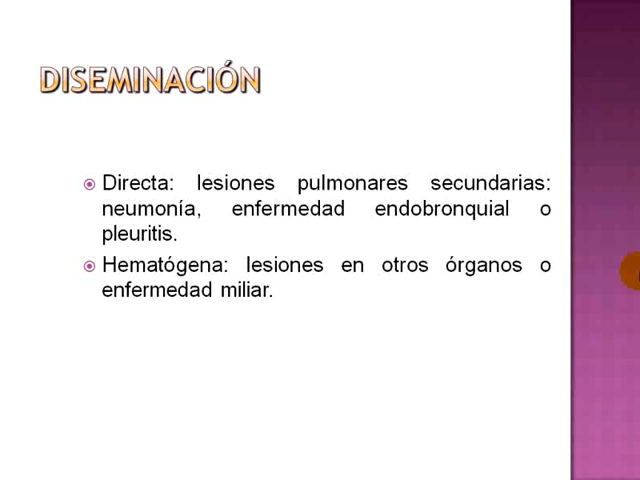 DISEMINACIÓN
Directa: lesiones pulmonares secundarias:
neumonía, enfermedad endobronquial o
pleuritis.
Hematógena: lesiones en otros órganos o
enfermedad miliar.